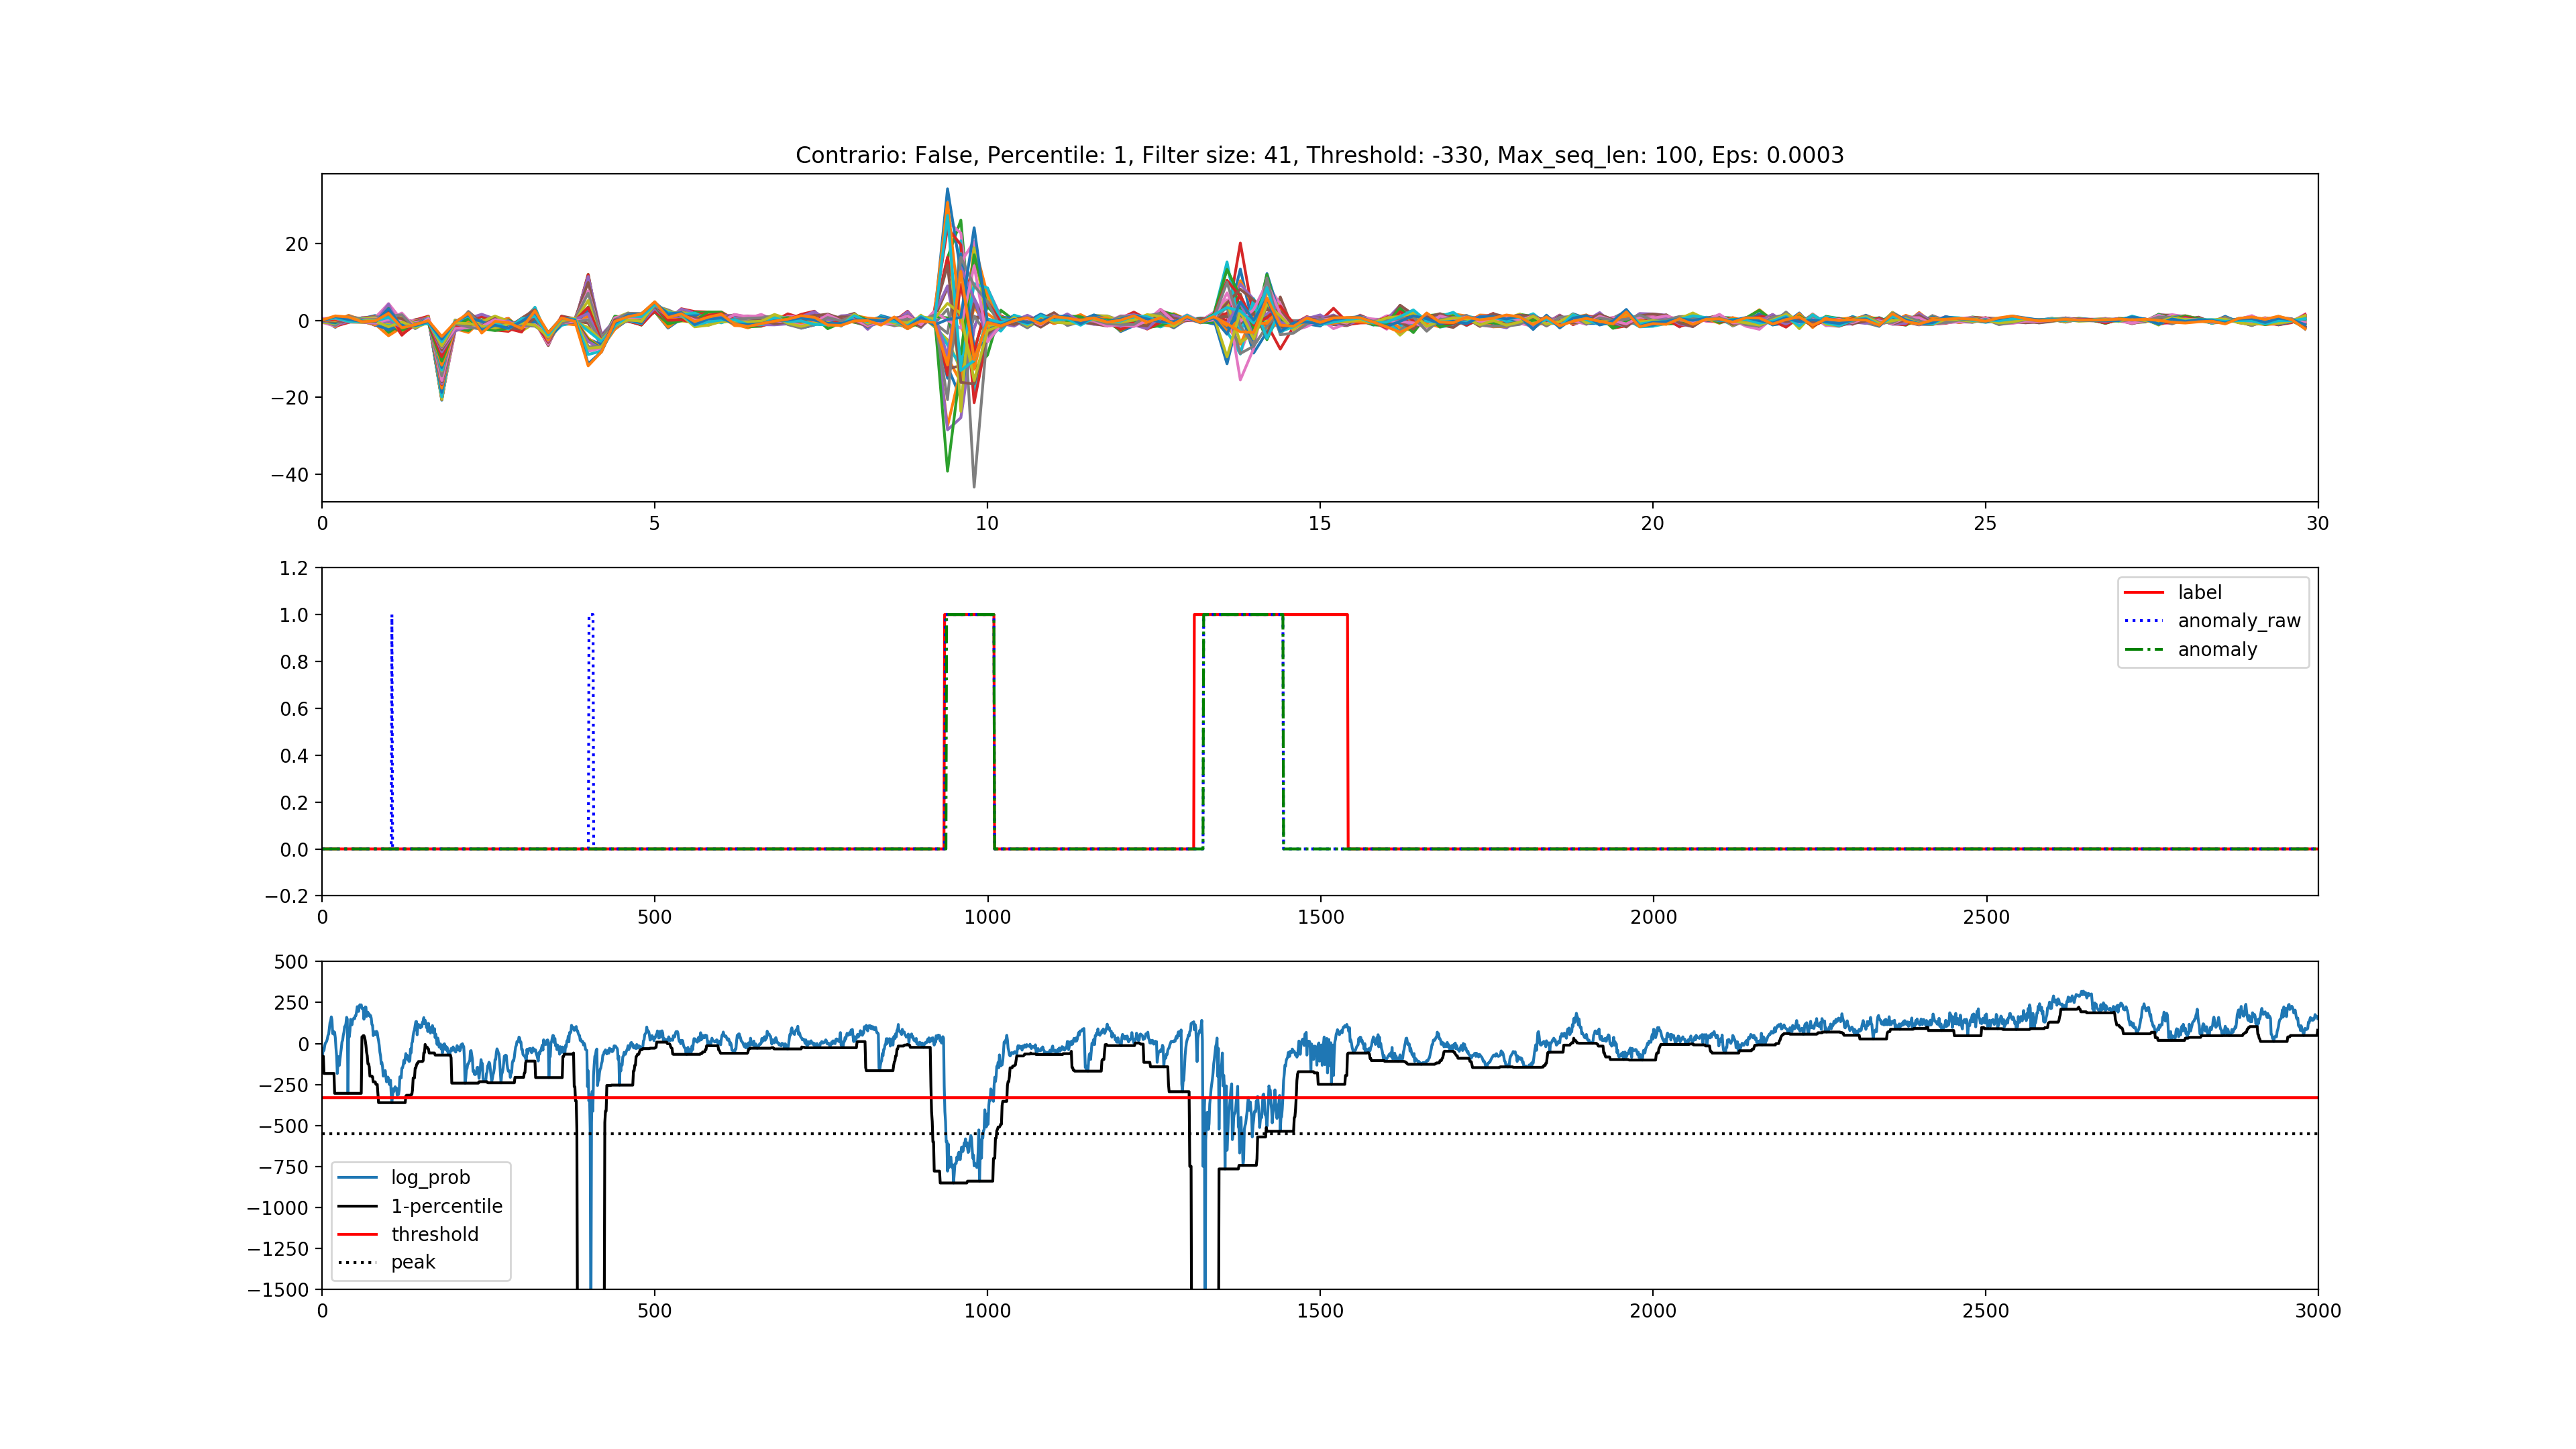 Contrario: False, Percentile: 1, Filter size: 41, Threshold: -330, Max_seq_len: 100, Eps: 0.0003
20
0
−20
−40
0 5 10 15 20 25 30
1.2
1.0
0.8
0.6
0.4
0.2
0.0
−0.2
label
anomaly_raw
anomaly
0 500 1000 1500 2000 2500
500
250
0
−250
−500
−750
−1000
−1250
−1500
log_prob
1-percentile
threshold
peak
0 500 1000 1500 2000 2500 3000